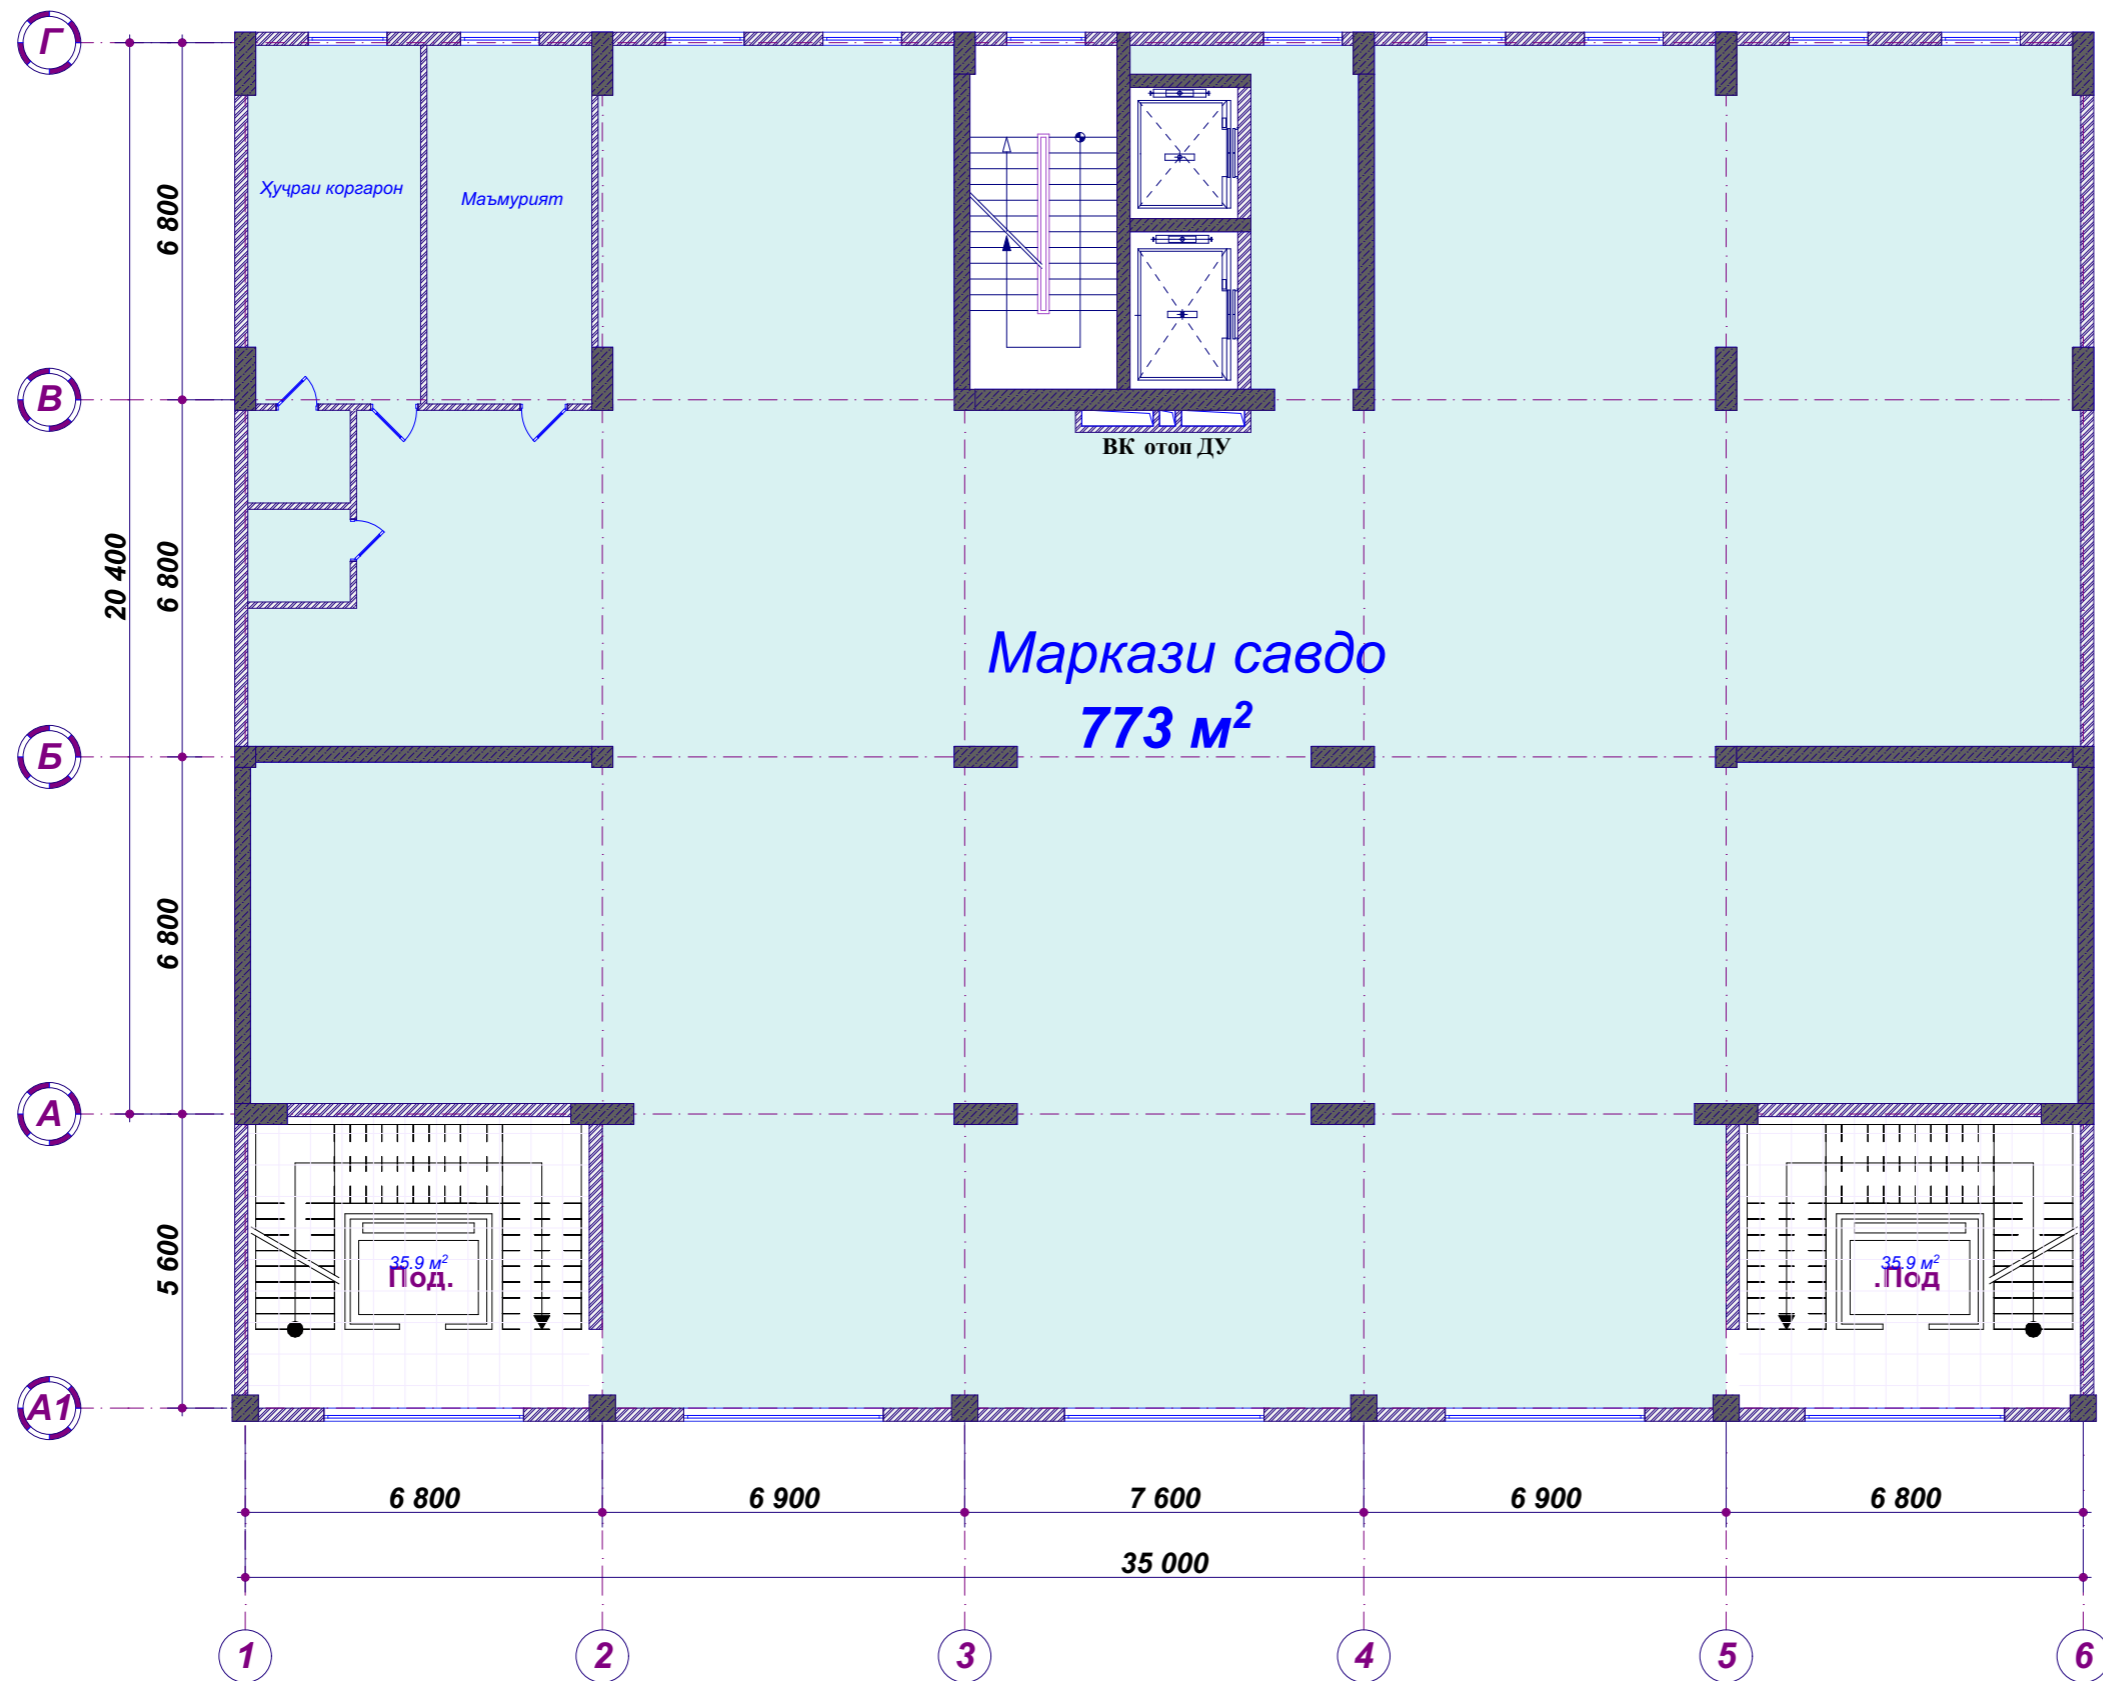 Г
6 800
Ҳуҷраи коргарон
Маъмурият
В
ВК отоп ДУ
20 400
6 800
Маркази савдо
773 м²
Б
6 800
А
5 600
35.9 м²
Под.
35.9 м²
.Под
А1
6 800
6 900
7 600
6 900
6 800
35 000
1
2
3
4
5
6